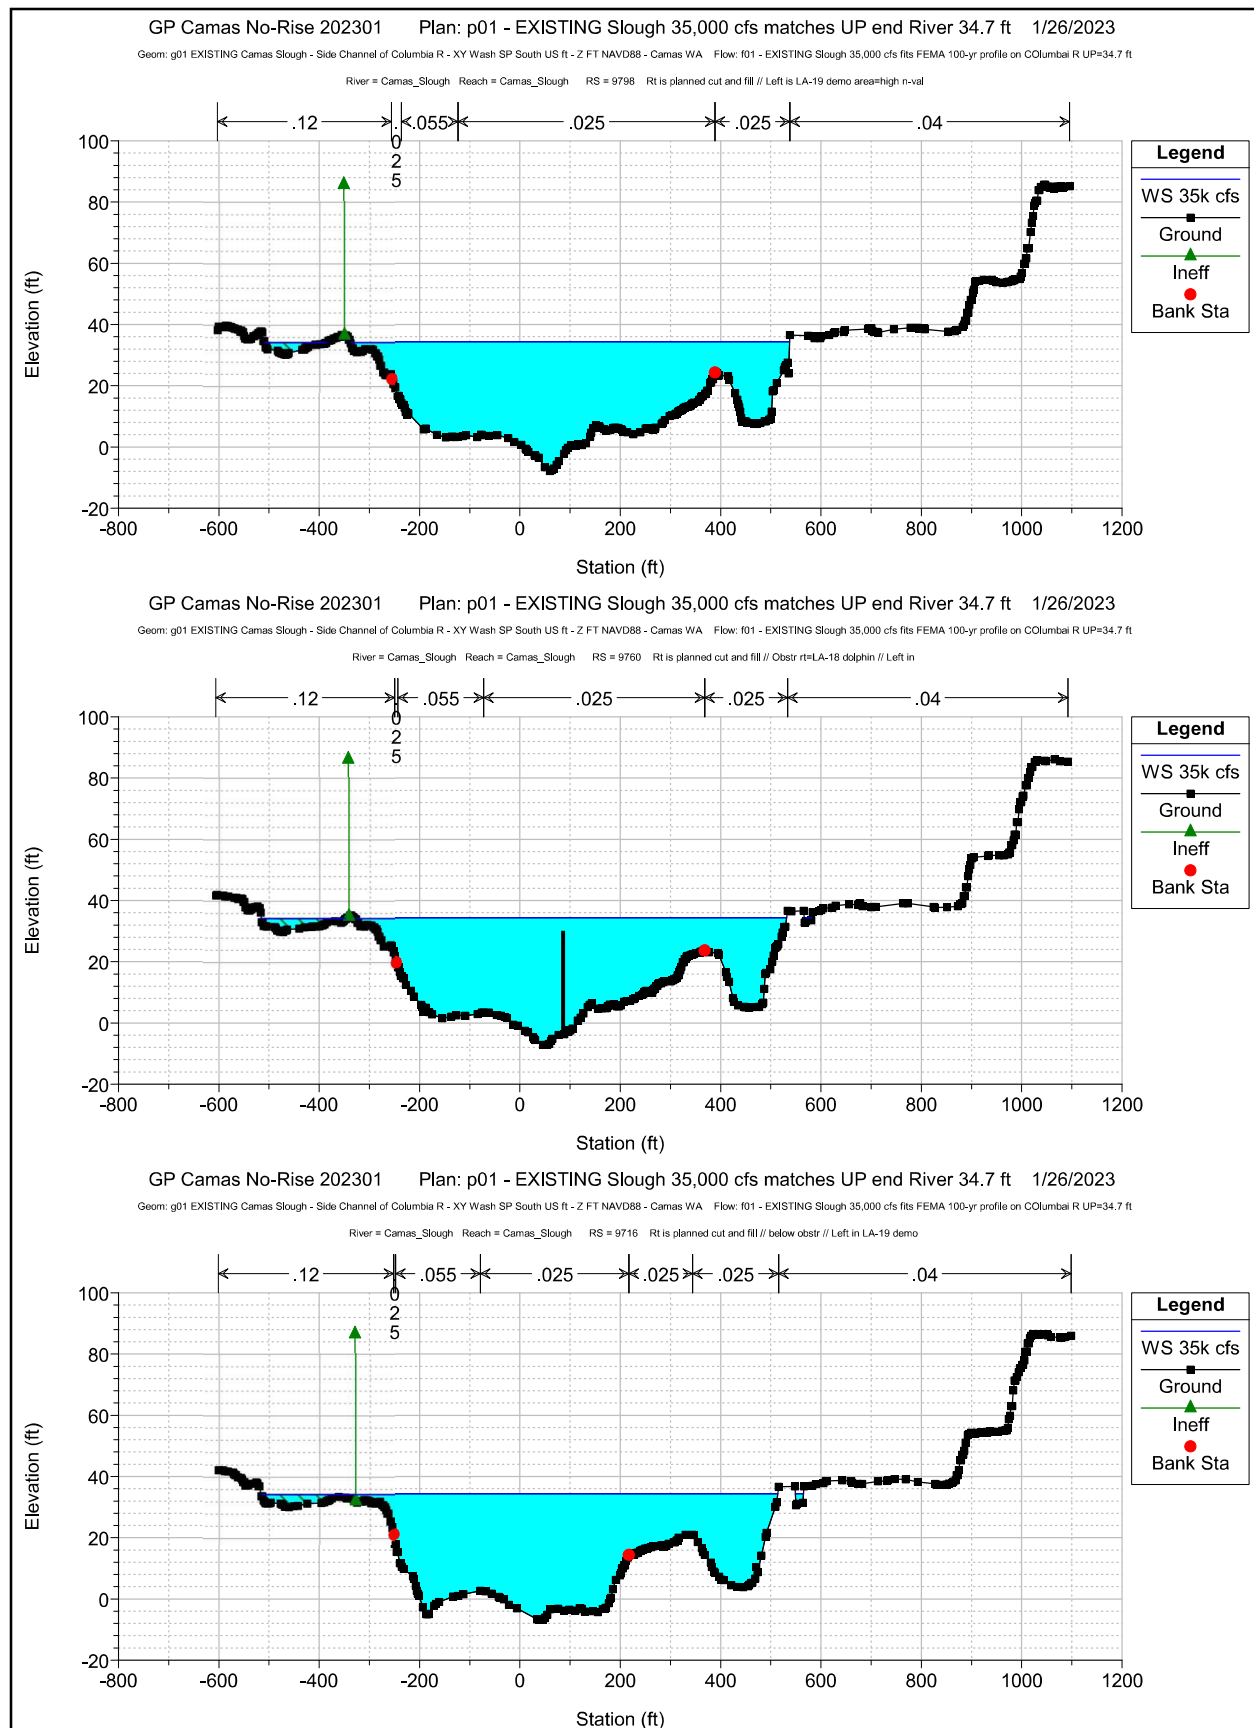 GP Camas No-Rise 202301 Plan: p01 - EXISTING Slough 35,000 cfs matches UP end River 34.7 ft 1/26/2023
Geom: g01 EXISTING Camas Slough - Side Channel of Columbia R - XY Wash SP South US ft - Z FT NAVD88 - Camas WA Flow: f01 - EXISTING Slough 35,000 cfs fits FEMA 100-yr profile on COlumbai R UP=34.7 ft
River = Camas_Slough Reach = Camas_Slough RS = 9798 Rt is planned cut and fill // Left is LA-19 demo area=high n-val
.12 .025 .055 .025 .025 .04
100
80
60
40
20
0
-20
Elevation (ft)
-800 -600 -400 -200 0 200 400 600 800 1000 1200
Station (ft)
Legend
WS 35k cfs
Ground
Ineff
Bank Sta
GP Camas No-Rise 202301 Plan: p01 - EXISTING Slough 35,000 cfs matches UP end River 34.7 ft 1/26/2023
Geom: g01 EXISTING Camas Slough - Side Channel of Columbia R - XY Wash SP South US ft - Z FT NAVD88 - Camas WA Flow: f01 - EXISTING Slough 35,000 cfs fits FEMA 100-yr profile on COlumbai R UP=34.7 ft
River = Camas_Slough Reach = Camas_Slough RS = 9760 Rt is planned cut and fill // Obstr rt=LA-18 dolphin // Left in
.12 .025 .055 .025 .025 .04
100
80
60
40
20
0
-20
Elevation (ft)
-800 -600 -400 -200 0 200 400 600 800 1000 1200
Station (ft)
Legend
WS 35k cfs
Ground
Ineff
Bank Sta
GP Camas No-Rise 202301 Plan: p01 - EXISTING Slough 35,000 cfs matches UP end River 34.7 ft 1/26/2023
Geom: g01 EXISTING Camas Slough - Side Channel of Columbia R - XY Wash SP South US ft - Z FT NAVD88 - Camas WA Flow: f01 - EXISTING Slough 35,000 cfs fits FEMA 100-yr profile on COlumbai R UP=34.7 ft
River = Camas_Slough Reach = Camas_Slough RS = 9716 Rt is planned cut and fill // below obstr // Left in LA-19 demo
.12 .025 .055 .025 .025 .025 .04
100
80
60
40
20
0
-20
Elevation (ft)
-800 -600 -400 -200 0 200 400 600 800 1000 1200
Station (ft)
Legend
WS 35k cfs
Ground
Ineff
Bank Sta